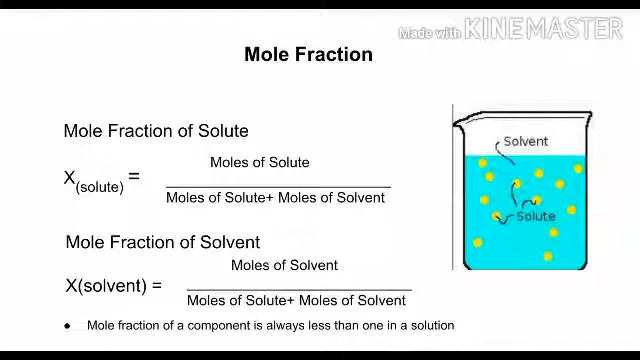 Made with KINEMASTER
Mole Fraction
Mole Fraction of Solute
X(solute) =
Moles of Solute
Moles of Solute+ Moles of Solvent
Mole Fraction of Solvent
X(solvent) =
Moles of Solvent
Moles of Solute+ Moles of Solvent
● Mole fraction of a component is always less than one in a solution
Solvent
Solute